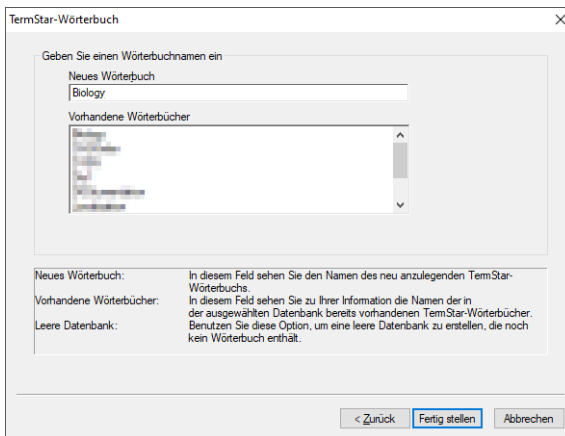 TermStar-Wörterbuch
Geben Sie einen Wörterbuchnamen ein
Neues Wörterbuch
Biology
Vorhandene Wörterbücher
Neues Wörterbuch: In diesem Feld sehen Sie den Namen des neu anzulegenden TermStar-
Wörterbuchs.
Vorhandene Wörterbücher: In diesem Feld sehen Sie zu Ihrer Information die Namen der in
der ausgewählten Datenbank bereits vorhandenen TermStar-Wörterbücher.
Leere Datenbank: Benutzen Sie diese Option, um eine leere Datenbank zu erstellen, die noch
kein Wörterbuch enthält.
< Zurück Fertig stellen Abbrechen